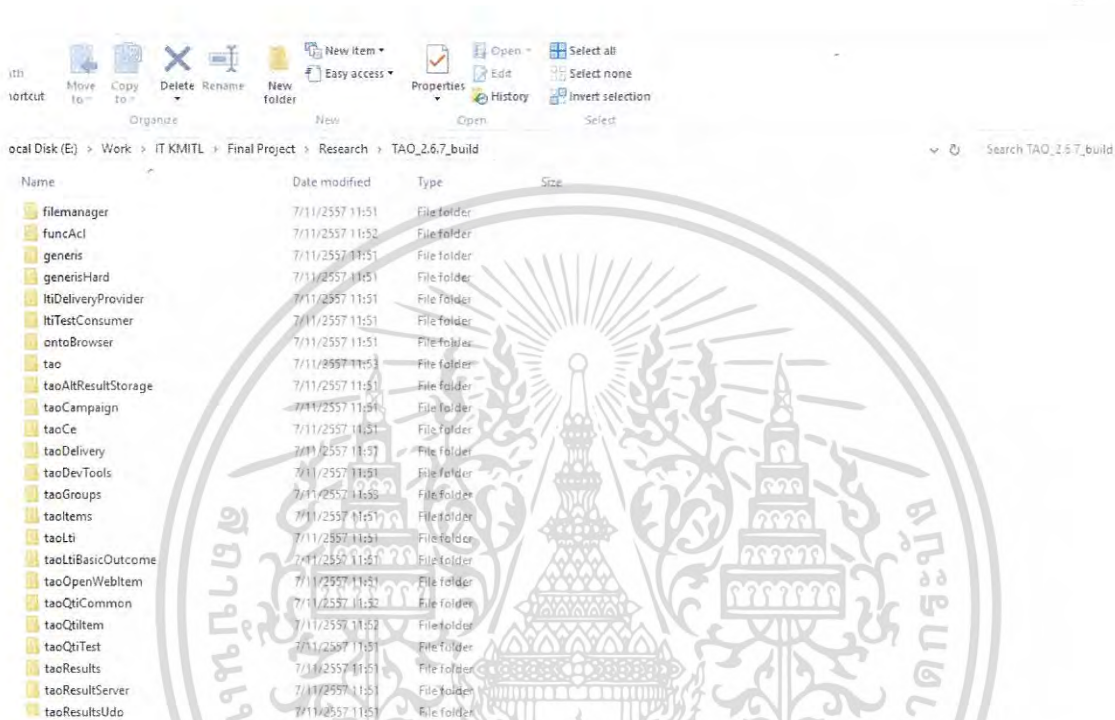 New item
Open
Select all
Easy access
Edit
Select none
Move to
Copy to
Delete
Rename
New folder
Properties
History
Invert selection
Organize
New
Open
Select
ocal Disk (E:) > Work > IT KMITL > Final Project > Research > TAO_2.6.7_build
Search TAO_2.6.7_build
Name Date modified Type Size
filemanager 7/11/2557 11:51 File folder
funcAcl 7/11/2557 11:52 File folder
generis 7/11/2557 11:51 File folder
generisHard 7/11/2557 11:51 File folder
ltiDeliveryProvider 7/11/2557 11:51 File folder
ltiTestConsumer 7/11/2557 11:51 File folder
ontoBrowser 7/11/2557 11:51 File folder
tao 7/11/2557 11:53 File folder
taoAltResultStorage 7/11/2557 11:51 File folder
taoCampaign 7/11/2557 11:51 File folder
taoCe 7/11/2557 11:51 File folder
taoDelivery 7/11/2557 11:51 File folder
taoDevTools 7/11/2557 11:51 File folder
taoGroups 7/11/2557 11:53 File folder
taoItems 7/11/2557 11:51 File folder
taoLti 7/11/2557 11:51 File folder
taoLtiBasicOutcome 7/11/2557 11:51 File folder
taoOpenWebItem 7/11/2557 11:51 File folder
taoQtiCommon 7/11/2557 11:52 File folder
taoQtiItem 7/11/2557 11:52 File folder
taoQtiTest 7/11/2557 11:51 File folder
taoResults 7/11/2557 11:51 File folder
taoResultServer 7/11/2557 11:51 File folder
taoResultsUdp 7/11/2557 11:51 File folder